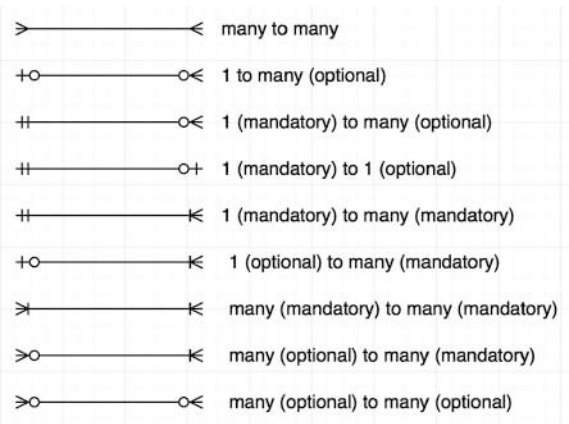 many to many
1 to many (optional)
1 (mandatory) to many (optional)
1 (mandatory) to 1 (optional)
1 (mandatory) to many (mandatory)
1 (optional) to many (mandatory)
many (mandatory) to many (mandatory)
many (optional) to many (mandatory)
many (optional) to many (optional)